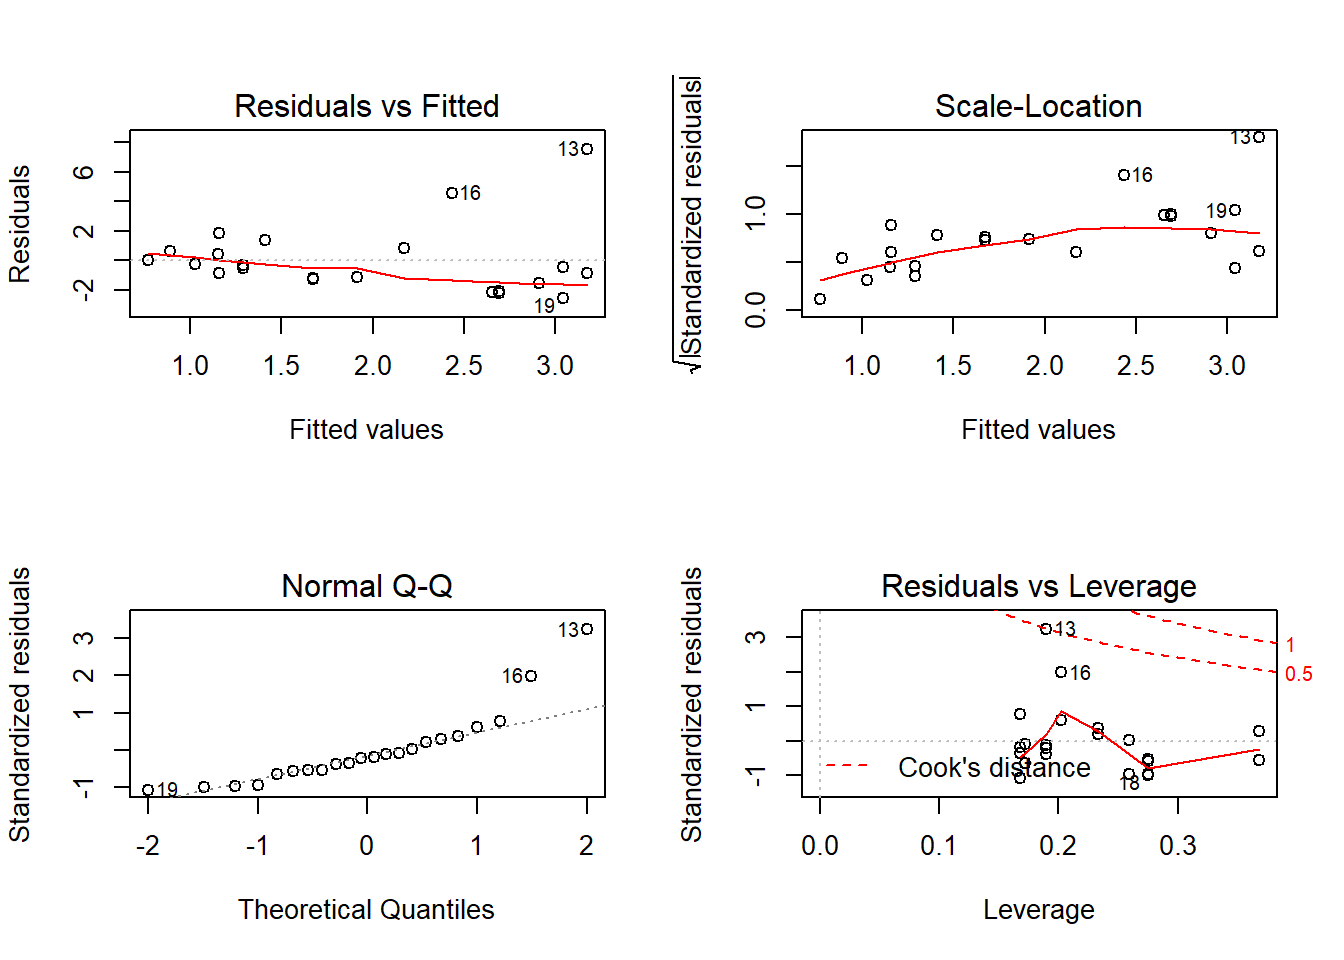 Residuals vs Fitted
Residuals
-2 2 6
13
16
19
1.0 1.5 2.0 2.5 3.0
Fitted values
Scale-Location
√|Standardized residuals|
0.0 1.0
13
16
19
1.0 1.5 2.0 2.5 3.0
Fitted values
Normal Q-Q
Standardized residuals
-1 1 2 3
13
16
19
-2 -1 0 1 2
Theoretical Quantiles
Residuals vs Leverage
Standardized residuals
-1 1 3
13
16
18
1
0.5
Cook's distance
0.0 0.1 0.2 0.3
Leverage